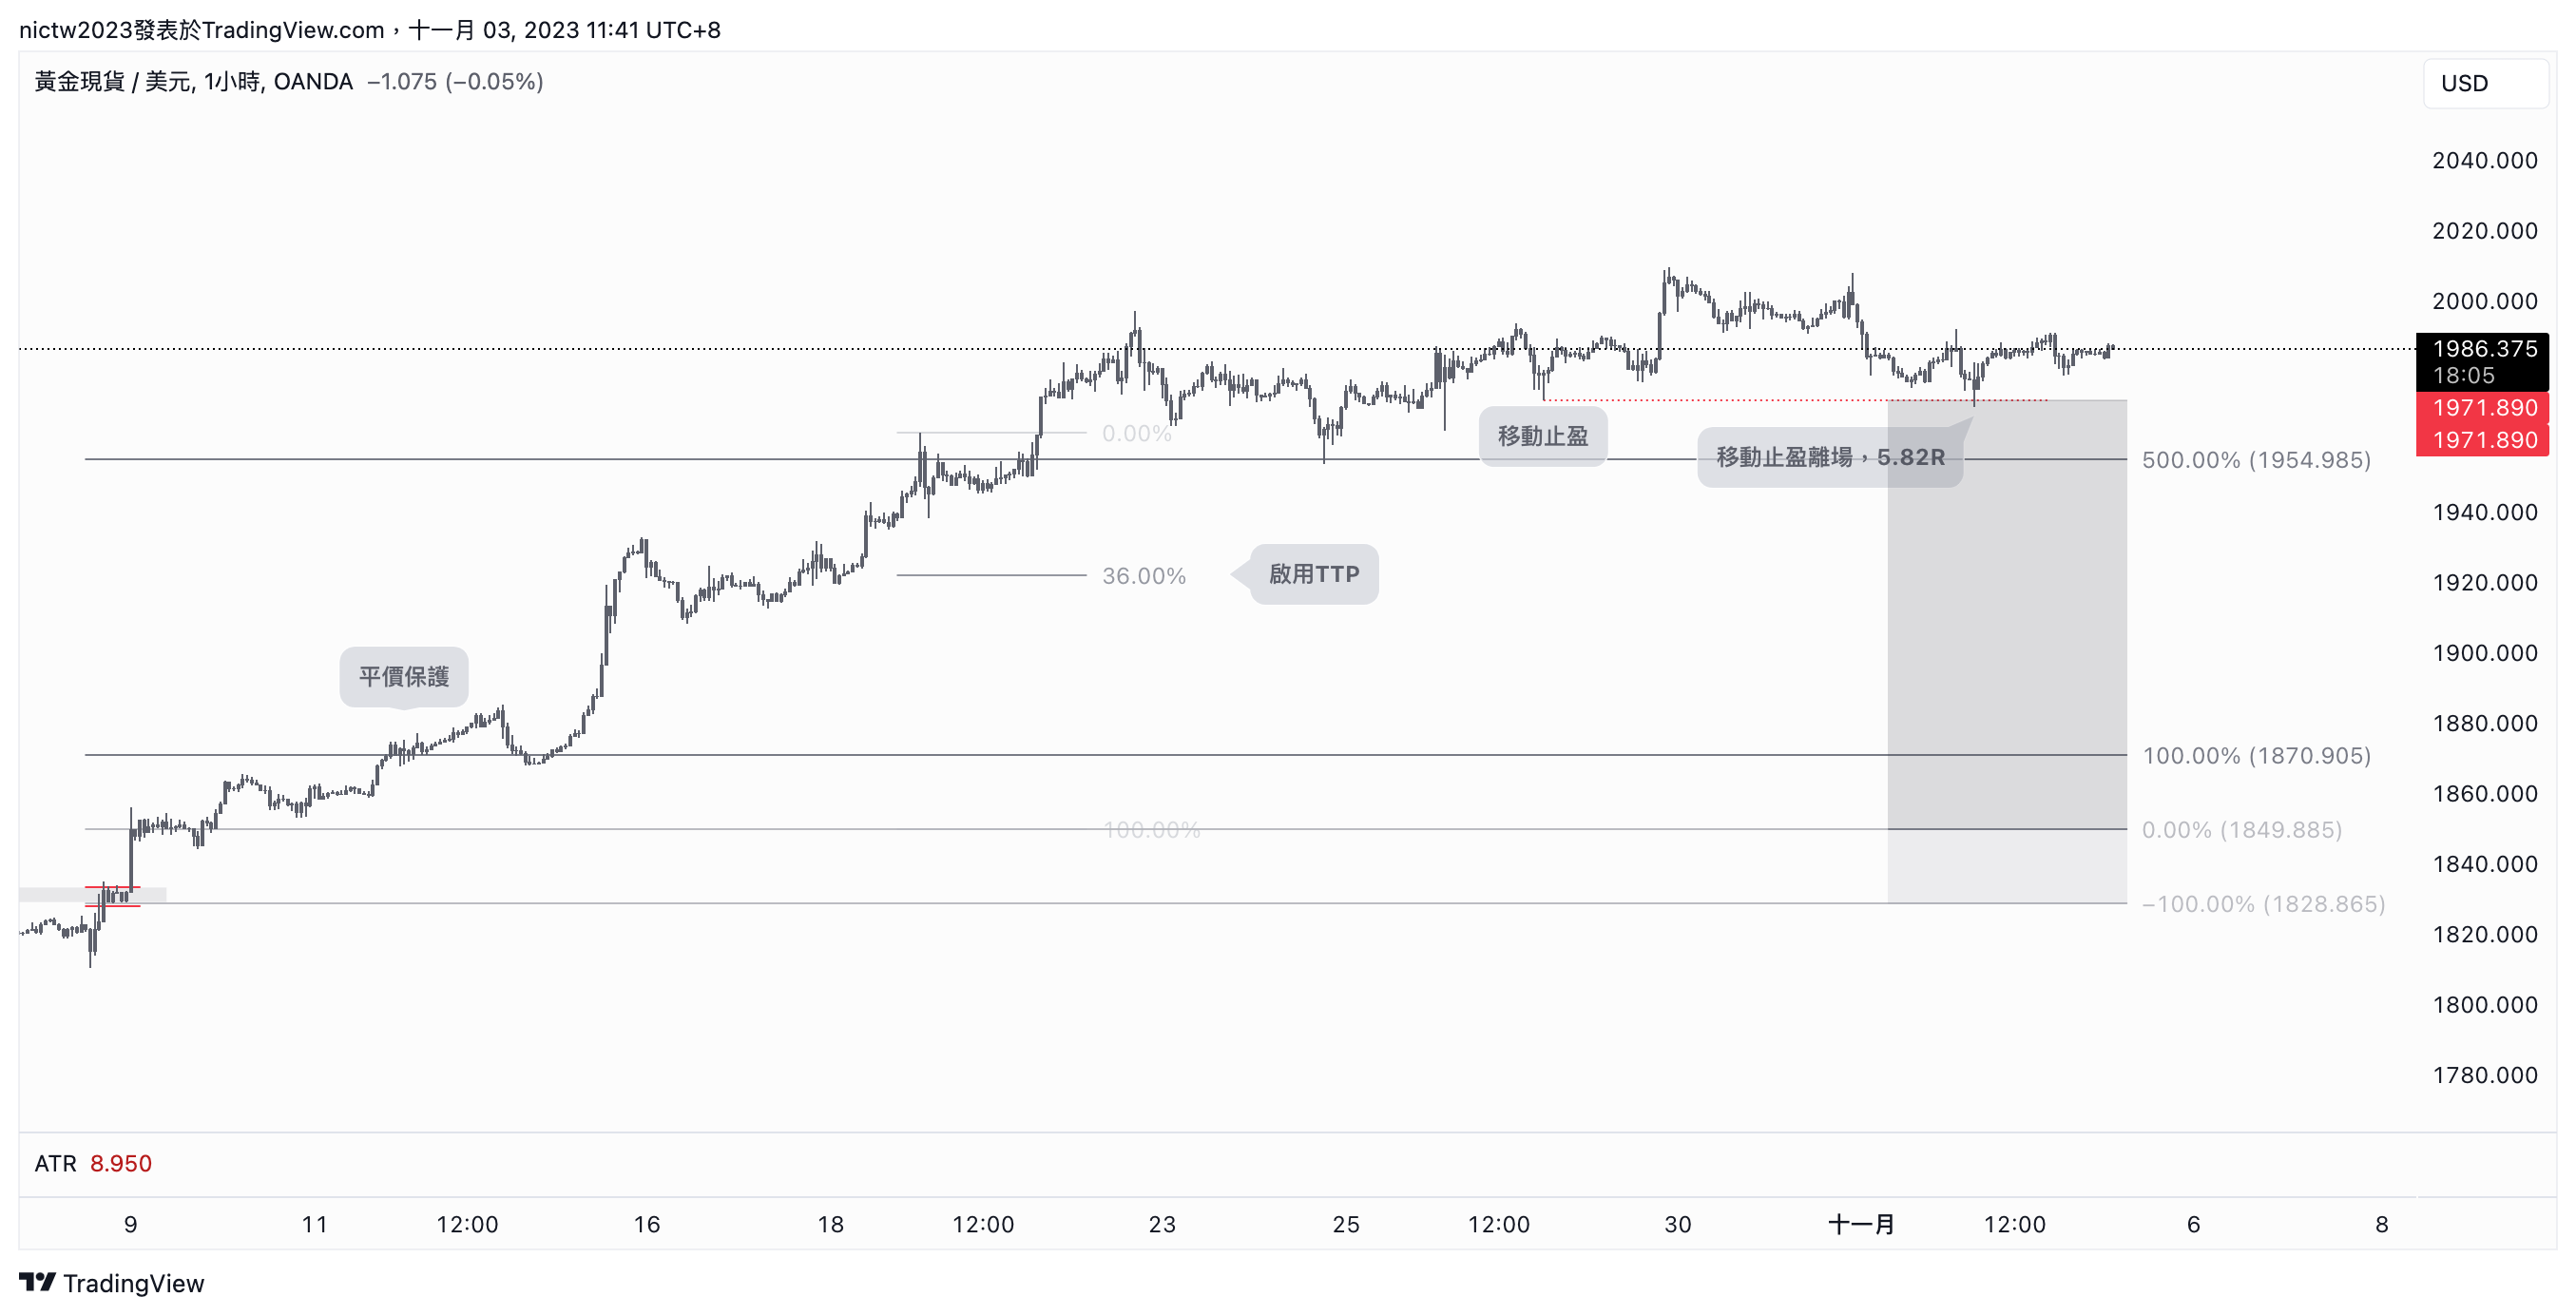 nictw2023發表於TradingView.com，十一月 03, 2023 11:41 UTC+8
黃金現貨 / 美元, 1小時, OANDA −1.075 (−0.05%)
USD
2040.000
2020.000
2000.000
1986.375
18:05
1971.890
1971.890
0.00%
移動止盈
移動止盈離場，5.82R
500.00% (1954.985)
1940.000
36.00%
啟用TTP
1920.000
1900.000
平價保護
1880.000
100.00% (1870.905)
1860.000
100.00%
0.00% (1849.885)
1840.000
−100.00% (1828.865)
1820.000
1800.000
1780.000
ATR 8.950
9 11 12:00 16 18 12:00 23 25 12:00 30 十一月 12:00 6 8
TradingView